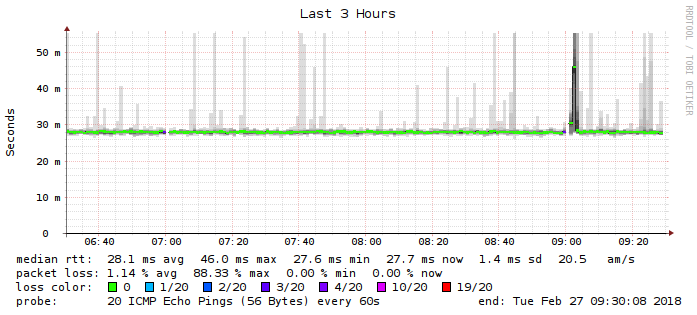 Last 3 Hours
RRDTOOL / TOBI OETIKER
Seconds
50 m
40 m
30 m
20 m
10 m
0
06:40 07:00 07:20 07:40 08:00 08:20 08:40 09:00 09:20
median rtt: 28.1 ms avg 46.0 ms max 27.6 ms min 27.7 ms now 1.4 ms sd 20.5 am/s
packet loss: 1.14 % avg 88.33 % max 0.00 % min 0.00 % now
loss color: 0 1/20 2/20 3/20 4/20 10/20 19/20
probe: 20 ICMP Echo Pings (56 Bytes) every 60s end: Tue Feb 27 09:30:08 2018